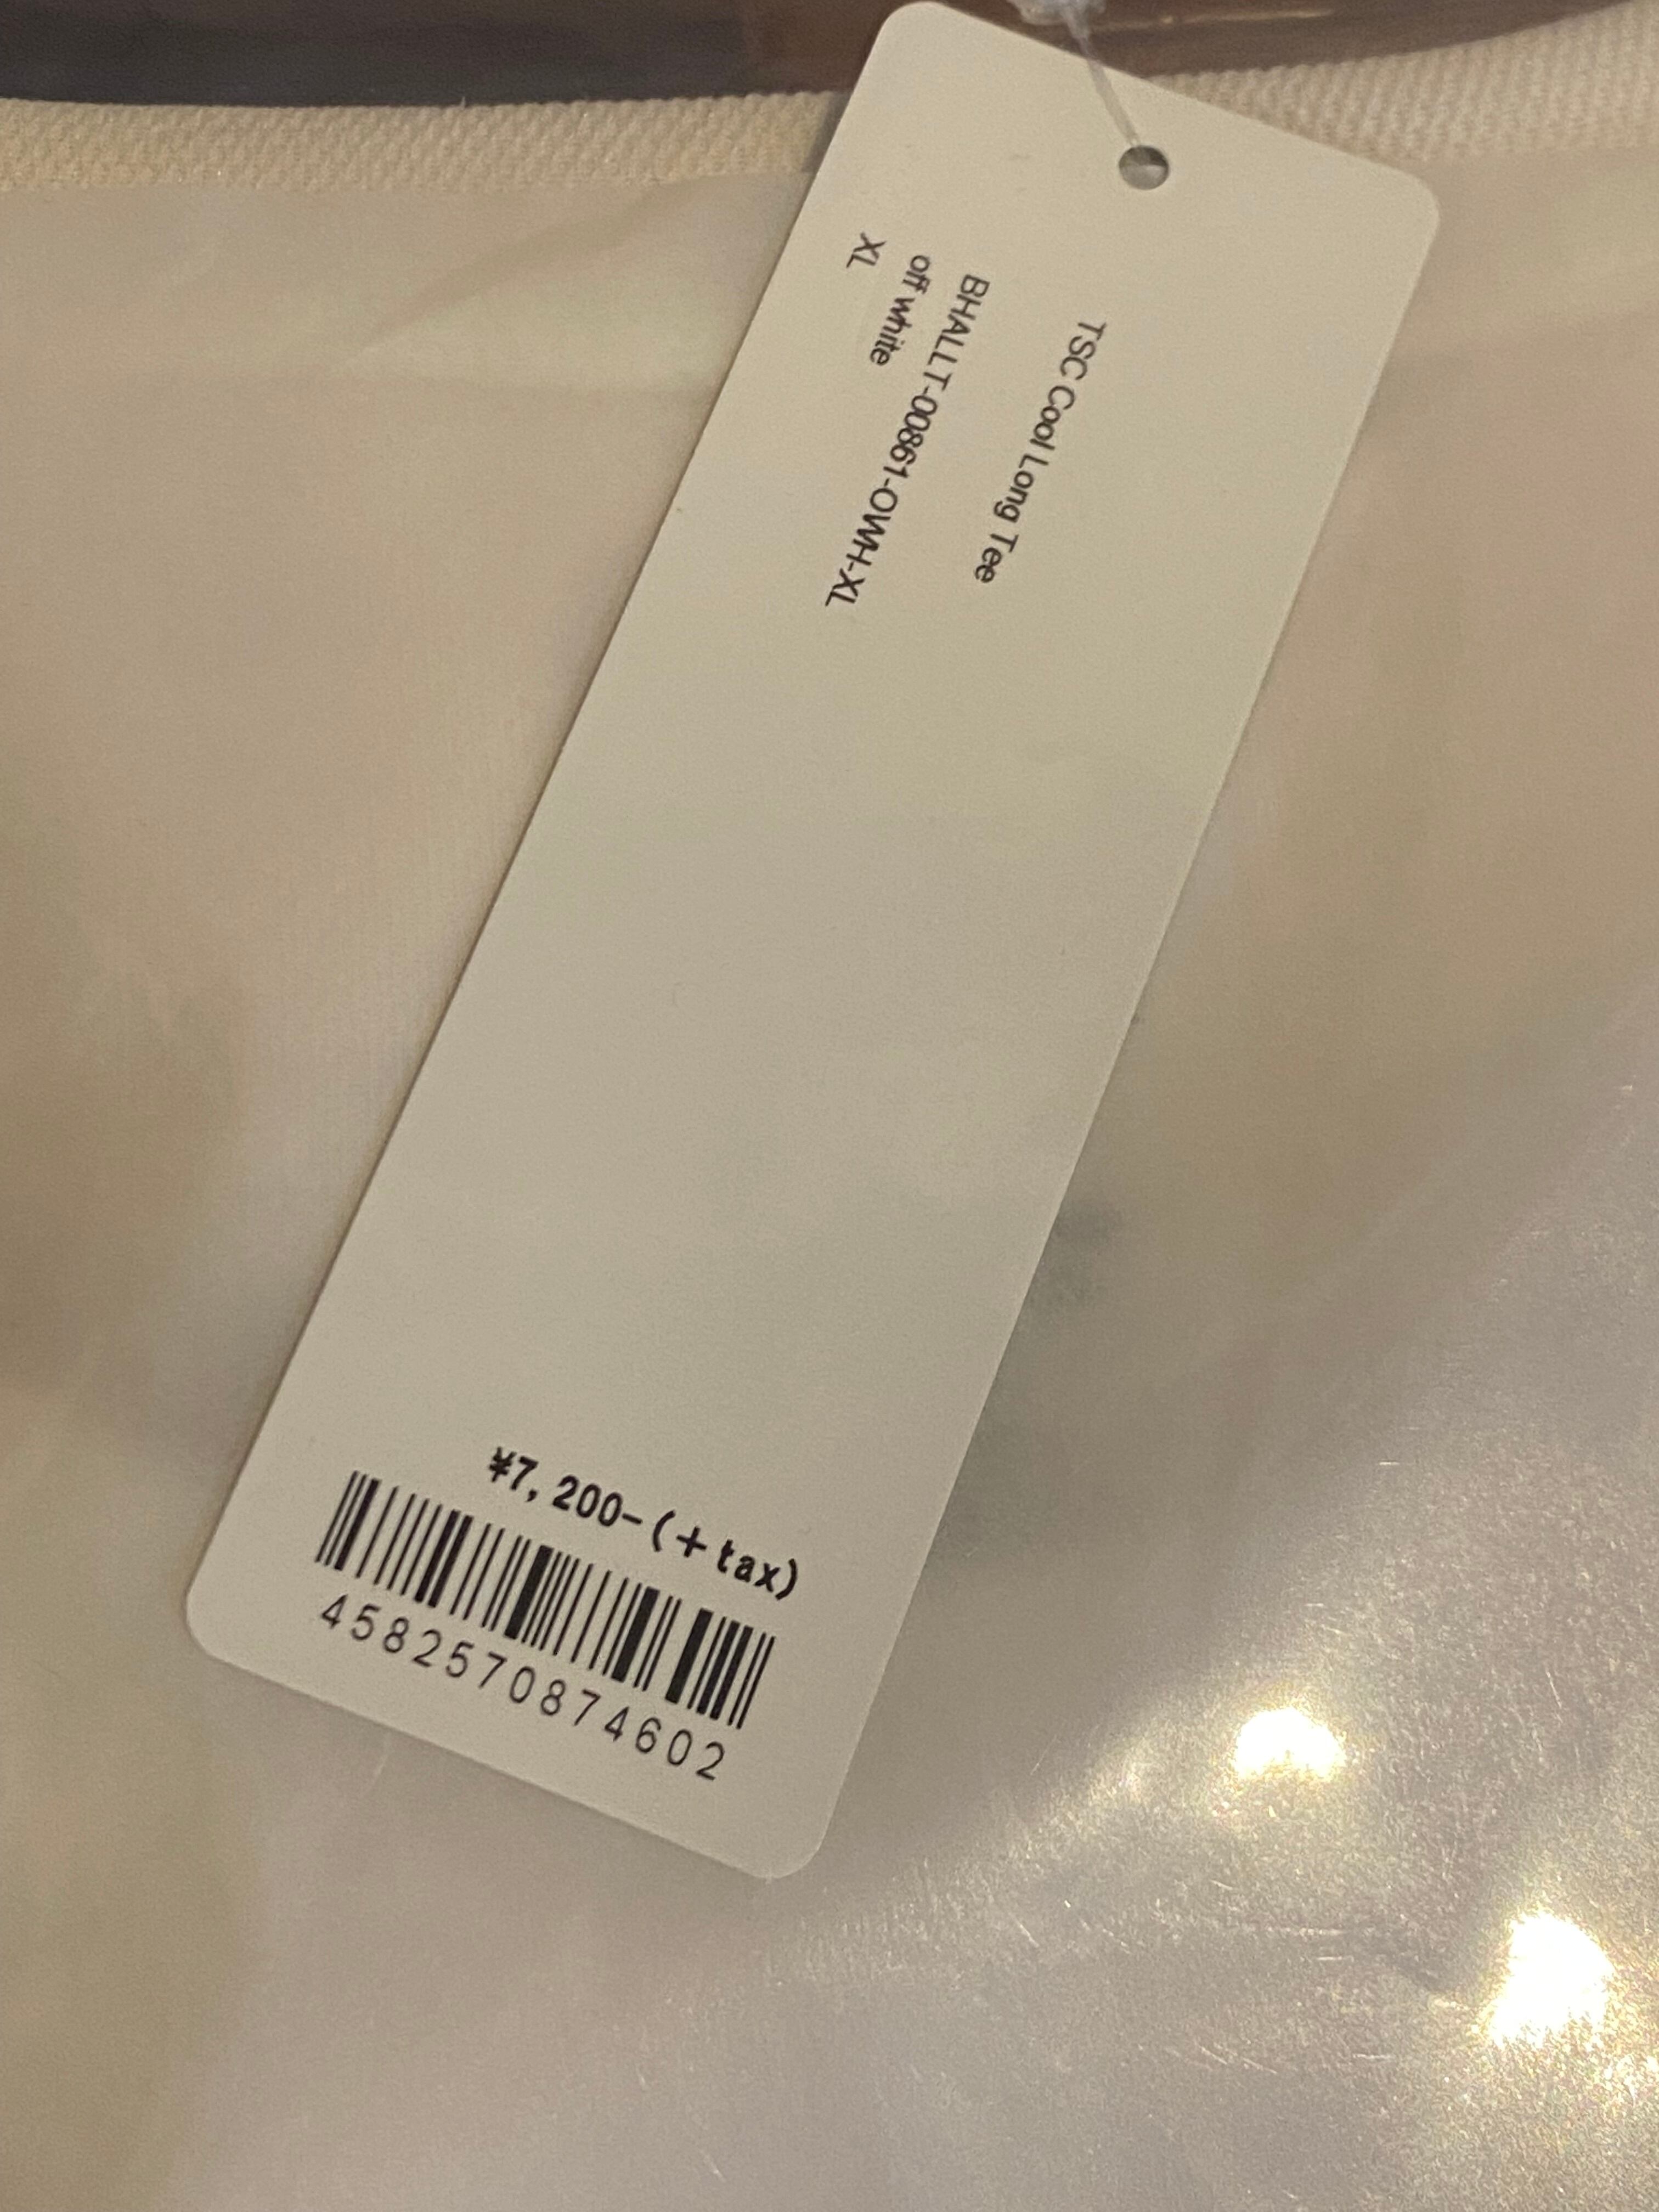 TSC Cool Long Tee
BHALLT-00861-OWH-XL
off white
XL
¥7,200-(+tax)
4582570874602